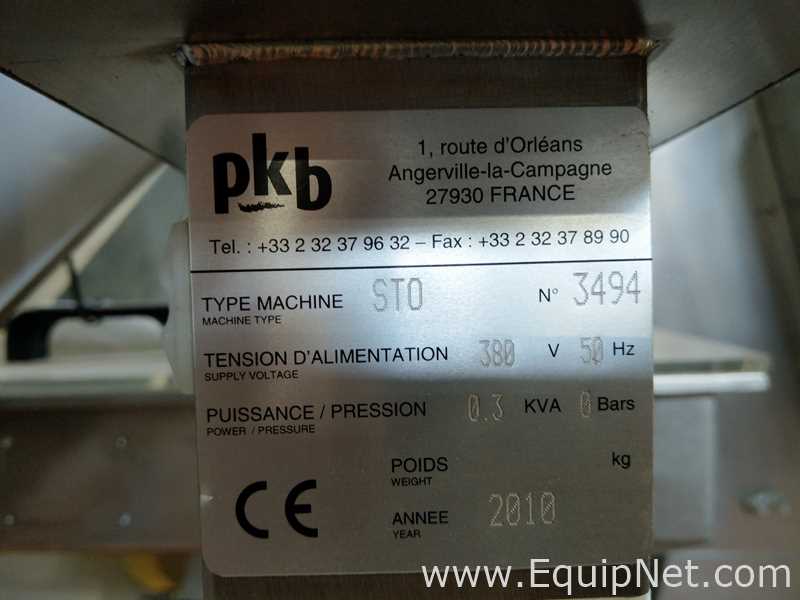 pkb
1, route d'Orléans
Angerville-la-Campagne
27930 FRANCE
Tel. : +33 2 32 37 96 32 – Fax : +33 2 32 37 89 90
TYPE MACHINE STO N° 3494
MACHINE TYPE
TENSION D'ALIMENTATION 380 V 50 Hz
SUPPLY VOLTAGE
PUISSANCE / PRESSION 0.3 KVA 0 Bars
POWER / PRESSURE
POIDS kg
WEIGHT
CE
ANNEE 2010
YEAR
www.EquipNet.com